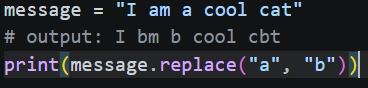 message = "I am a cool cat"
# output: I bm b cool cbt
print(message.replace("a", "b"))